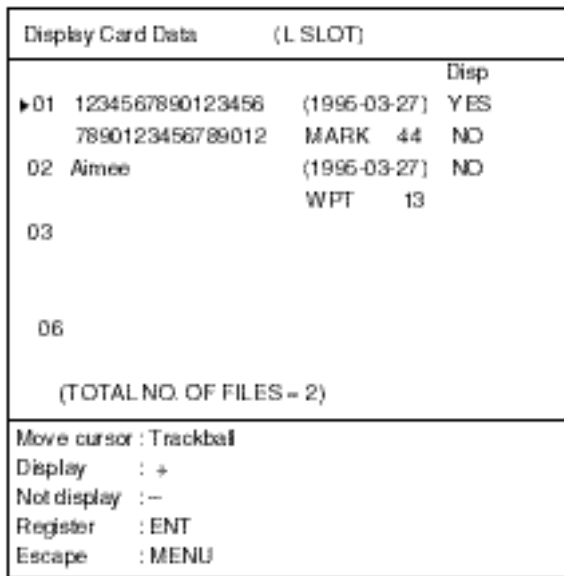 Display Card Data (L SLOT)
Disp
▶01 1234567890123456 (1995-03-27) YES
7890123456789012 MARK 44 NO
02 Aimee (1995-03-27) NO
WPT 13
03
06
(TOTAL NO. OF FILES = 2)
Move cursor : Trackball
Display : +
Not display : –
Register : ENT
Escape : MENU